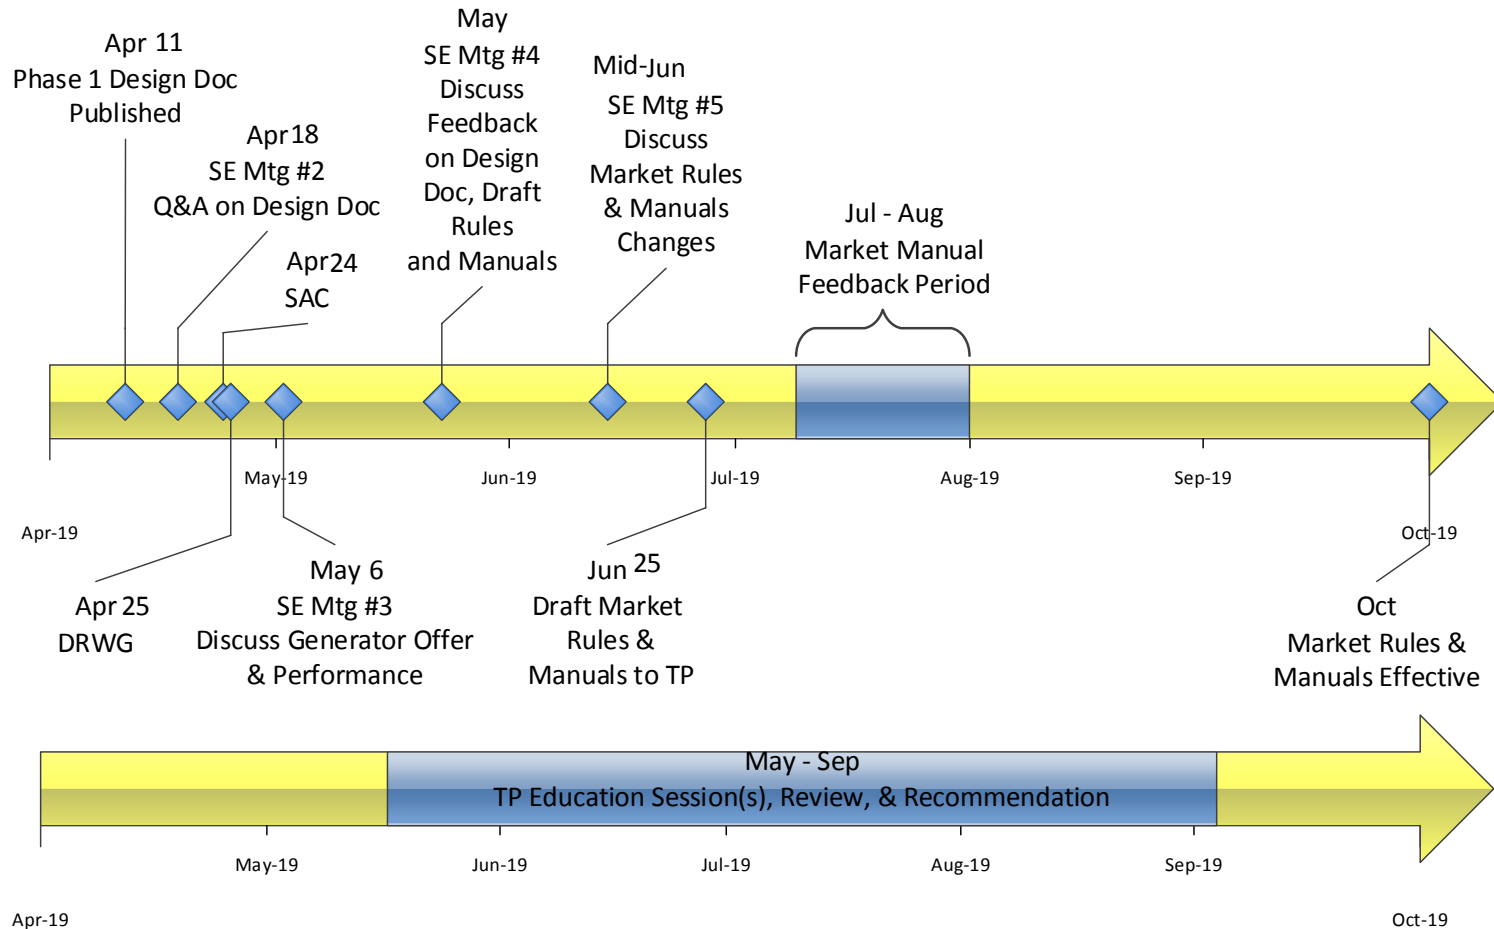 Apr 11
Phase 1 Design Doc
Published
Apr 18
SE Mtg #2
Q&A on Design Doc
Apr 24
SAC
May
SE Mtg #4
Discuss
Feedback
on Design
Doc, Draft
Rules
and Manuals
Mid-Jun
SE Mtg #5
Discuss
Market Rules
& Manuals
Changes
Jul - Aug
Market Manual
Feedback Period
May-19
Jun-19
Jul-19
Aug-19
Sep-19
Apr-19
Oct-19
Apr 25
DRWG
May 6
SE Mtg #3
Discuss Generator Offer
& Performance
Jun 25
Draft Market
Rules &
Manuals to TP
Oct
Market Rules &
Manuals Effective
May - Sep
TP Education Session(s), Review, & Recommendation
May-19
Jun-19
Jul-19
Aug-19
Sep-19
Apr-19
Oct-19